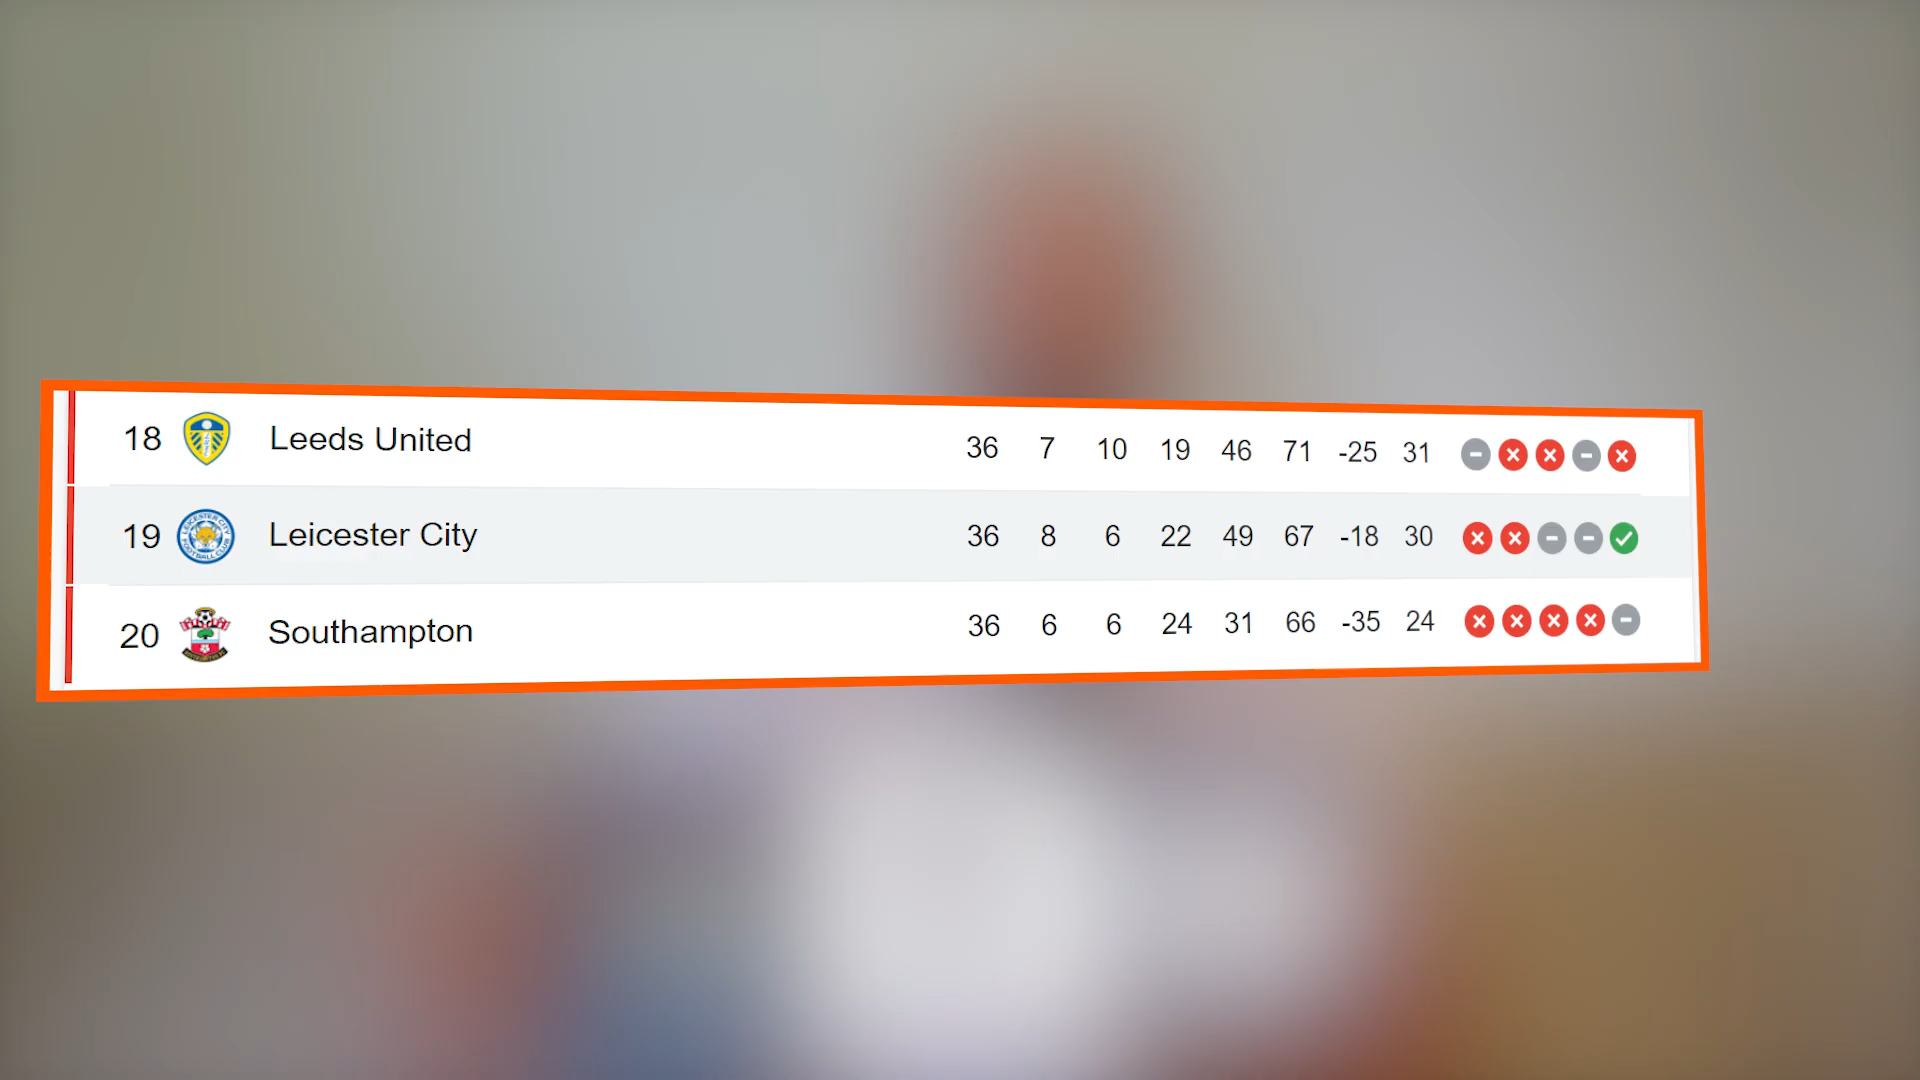 18 Leeds United 36 7 10 19 46 71 -25 31
19 Leicester City 36 8 6 22 49 67 -18 30
20 Southampton 36 6 6 24 31 66 -35 24